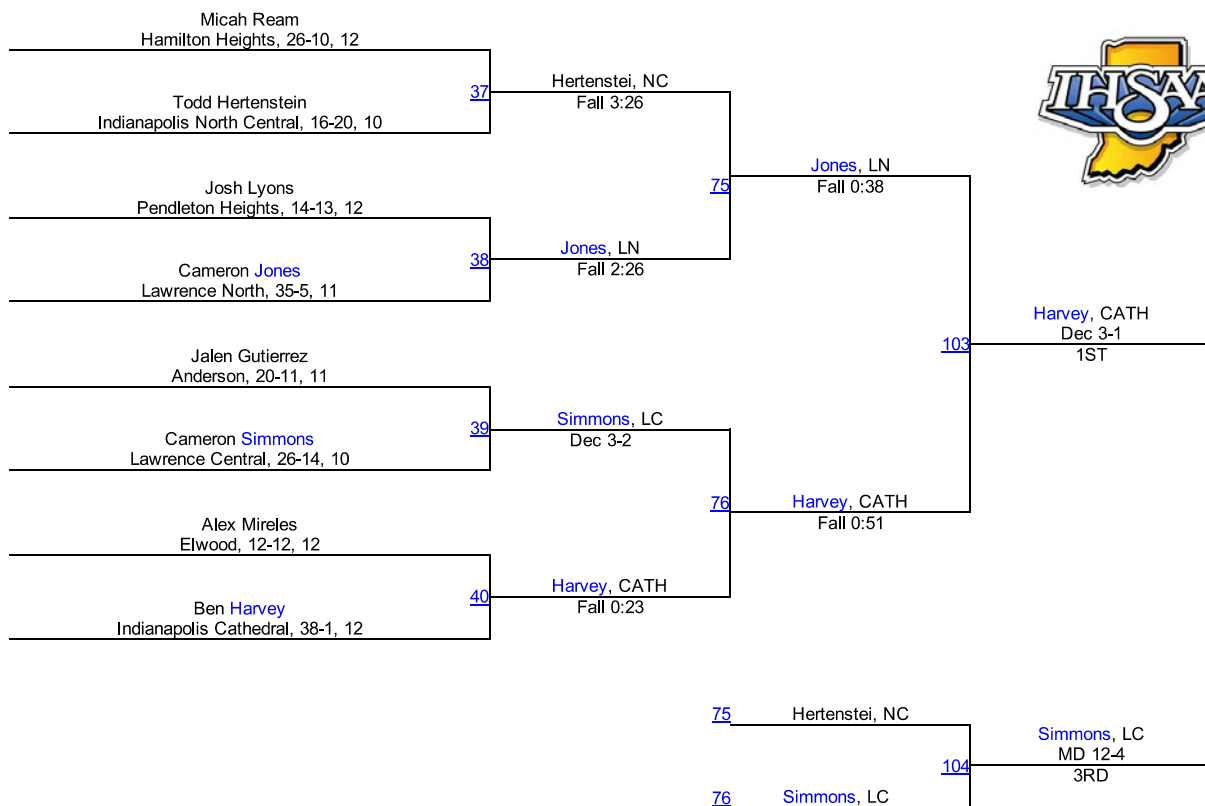 Micah Ream
Hamilton Heights, 26-10, 12
37
Todd Hertenstein
Indianapolis North Central, 16-20, 10
Hertenstei, NC
Fall 3:26
Josh Lyons
Pendleton Heights, 14-13, 12
38
Cameron Jones
Lawrence North, 35-5, 11
Jones, LN
Fall 2:26
75
Jones, LN
Fall 0:38
Jalen Gutierrez
Anderson, 20-11, 11
39
Cameron Simmons
Lawrence Central, 26-14, 10
Simmons, LC
Dec 3-2
Alex Mireles
Elwood, 12-12, 12
40
Ben Harvey
Indianapolis Cathedral, 38-1, 12
Harvey, CATH
Fall 0:23
76
Harvey, CATH
Fall 0:51
103
Harvey, CATH
Dec 3-1
1ST
IHSAA
75
Hertenstei, NC
76
Simmons, LC
104
Simmons, LC
MD 12-4
3RD